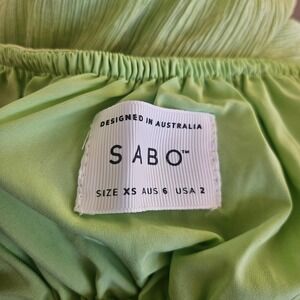 DESIGNED IN AUSTRALIA
SABO™
SIZE XS AUS 6 USA 2